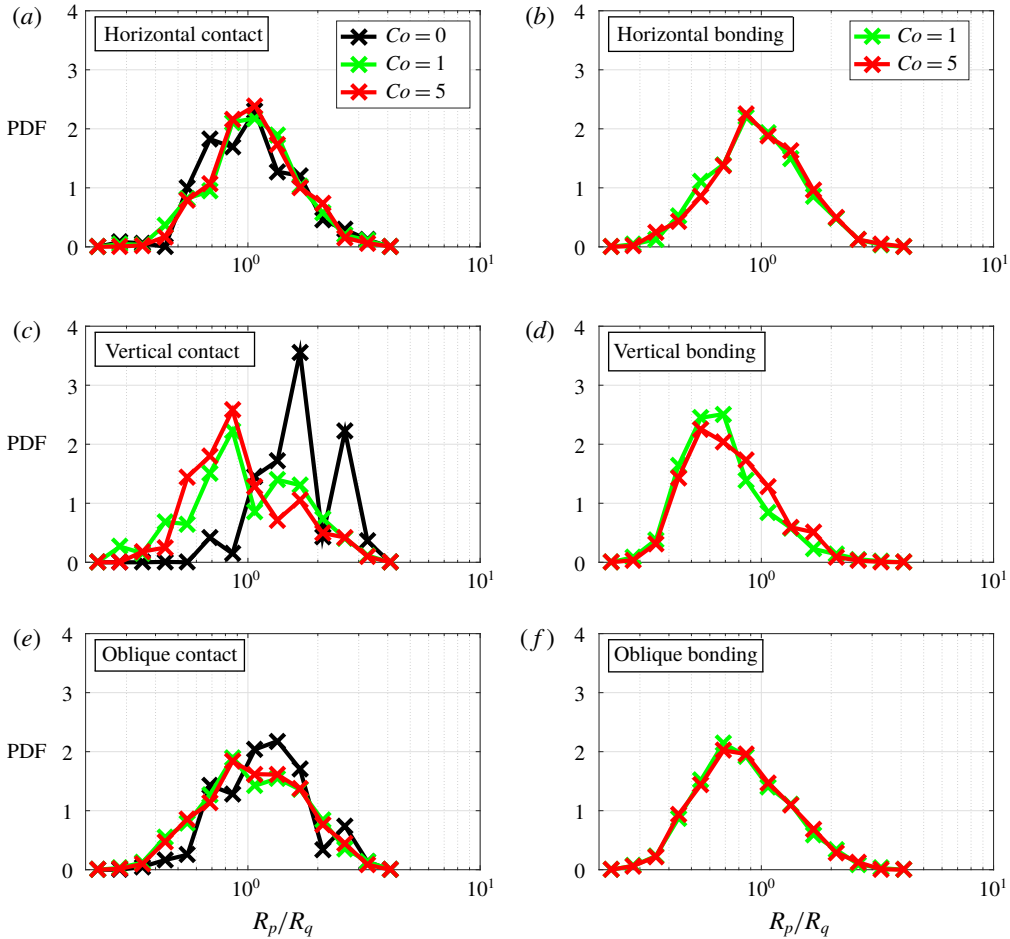 (a)
Horizontal contact
Co = 0
Co = 1
Co = 5
PDF
4
3
2
1
0
10^0
10^1
(b)
Horizontal bonding
Co = 1
Co = 5
4
3
2
1
0
10^0
10^1
(c)
Vertical contact
PDF
4
3
2
1
0
10^0
10^1
(d)
Vertical bonding
4
3
2
1
0
10^0
10^1
(e)
Oblique contact
PDF
4
3
2
1
0
10^0
10^1
R_p/R_q
(f)
Oblique bonding
4
3
2
1
0
10^0
10^1
R_p/R_q